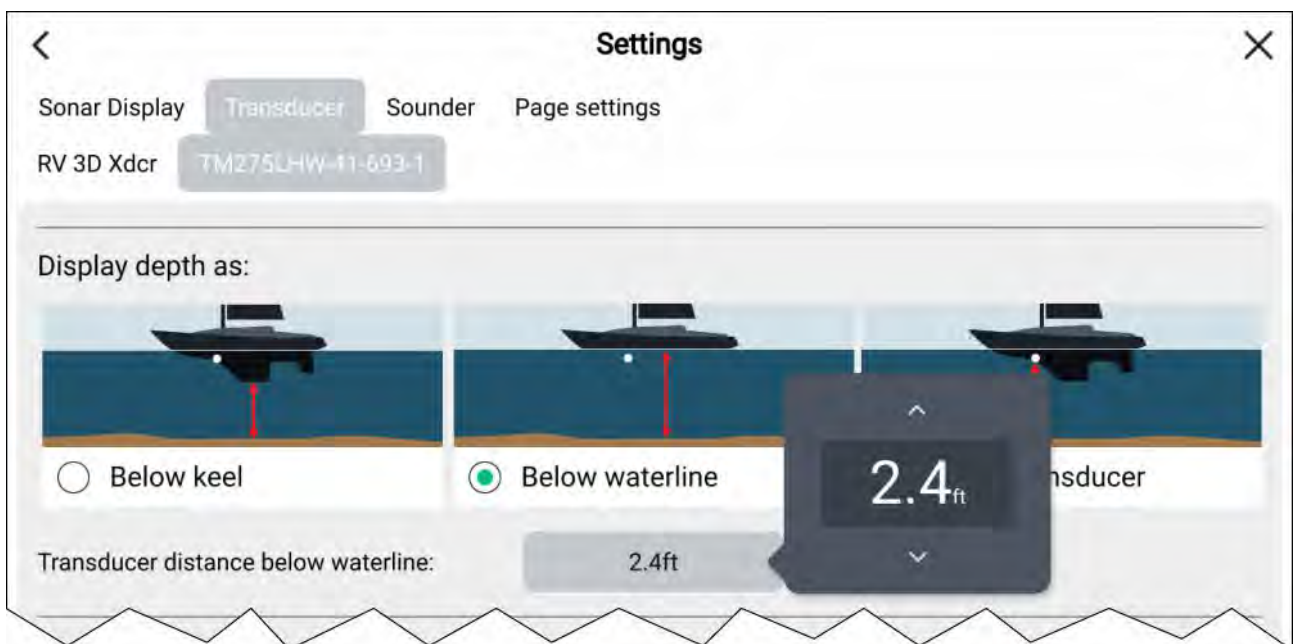 Settings
Sonar Display Transducer Sounder Page settings
RV 3D Xdcr TM275LHW-41-693-1
Display depth as:
Below keel Below waterline nsducer
2.4ft
Transducer distance below waterline: 2.4ft